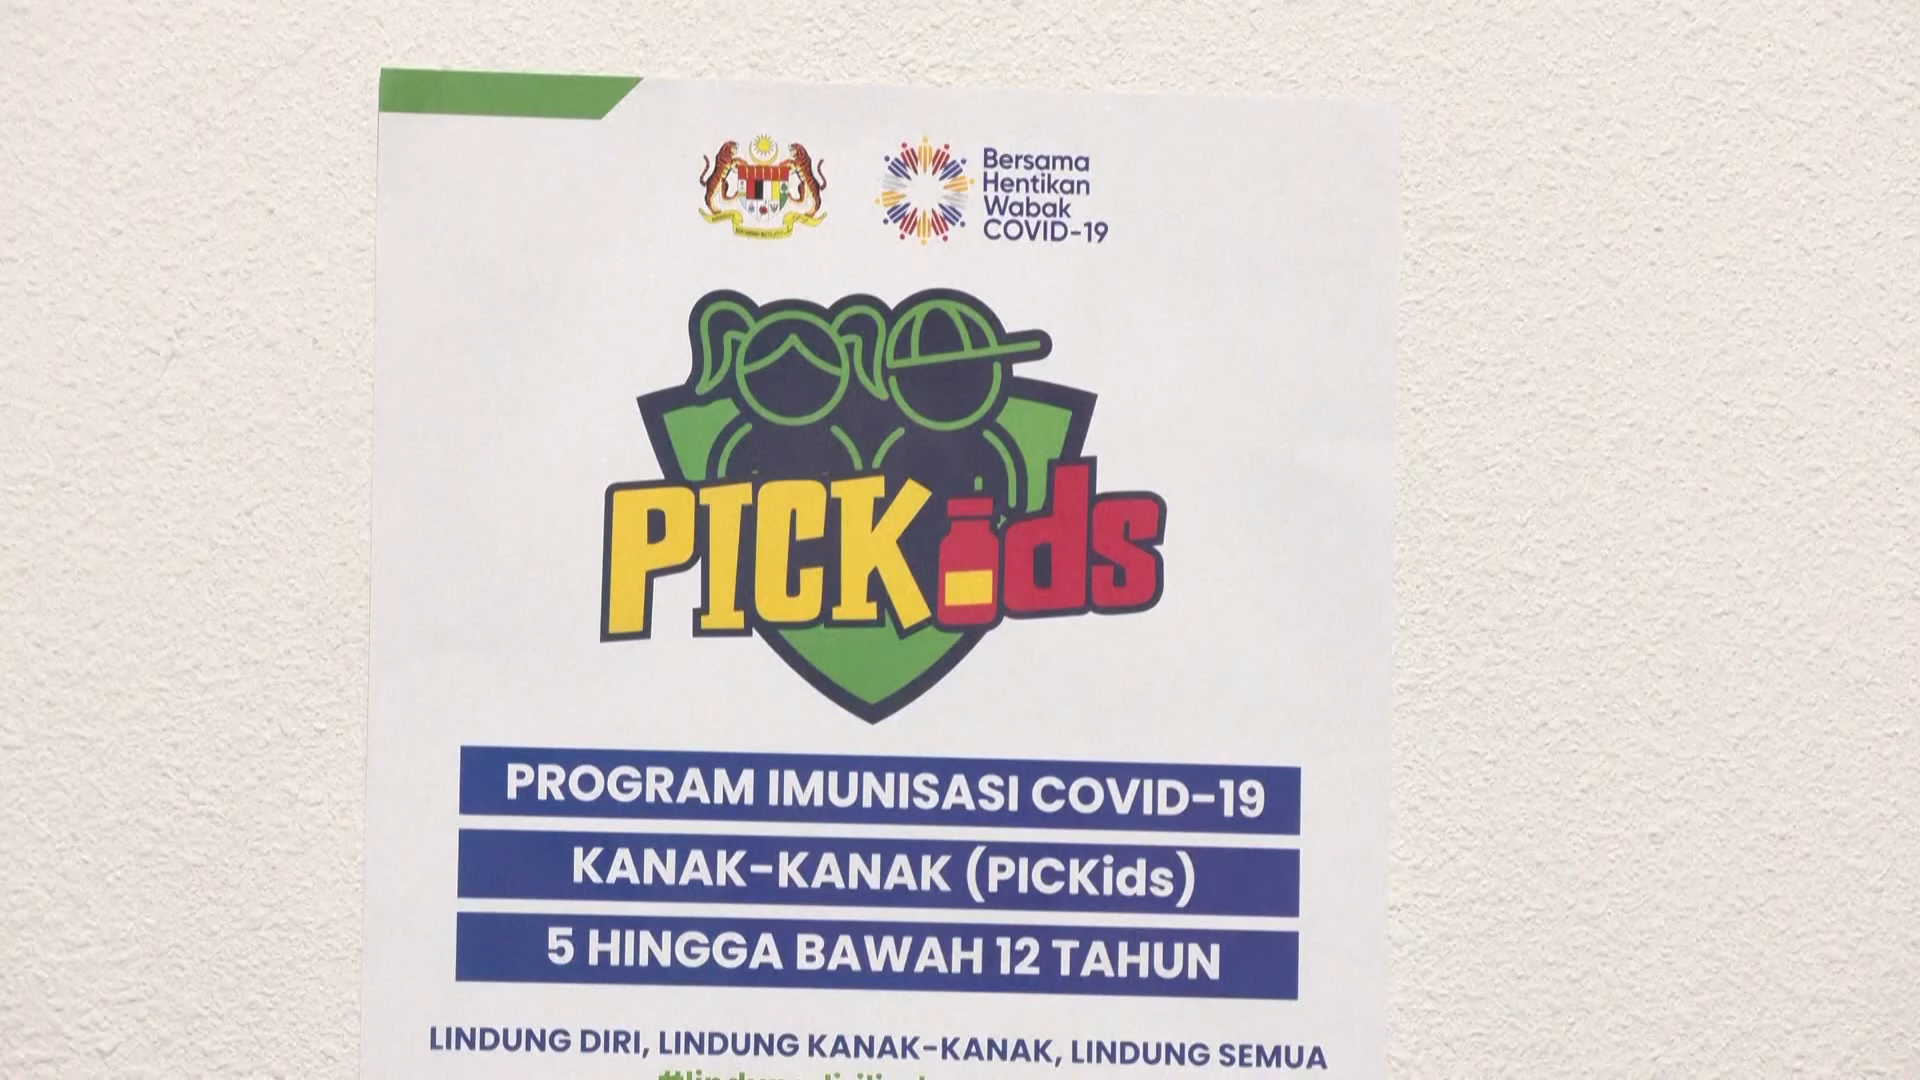 Bersama
Hentikan
Wabak
COVID-19
PICKids
PROGRAM IMUNISASI COVID-19
KANAK-KANAK (PICKids)
5 HINGGA BAWAH 12 TAHUN
LINDUNG DIRI, LINDUNG KANAK-KANAK, LINDUNG SEMUA